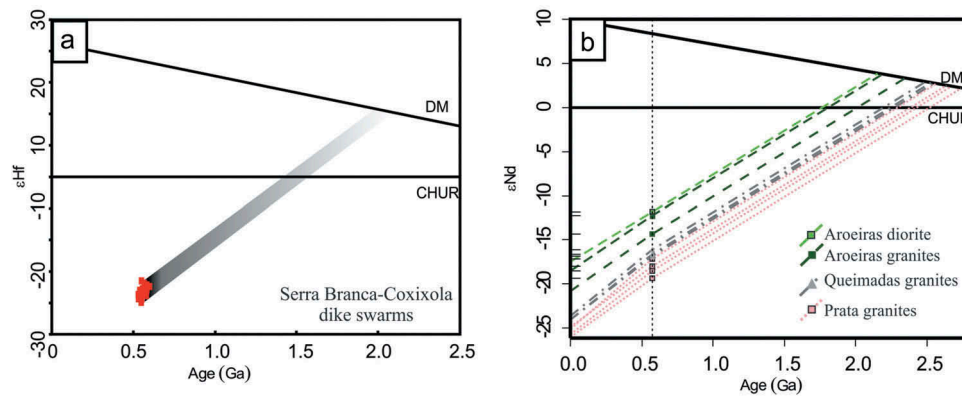 a
30
20
10
-5
-10
-20
-30
εHf
DM
CHUR
Serra Branca-Coxixola
dike swarms
0
0.5
1.0
1.5
2.0
2.5
Age (Ga)
b
10
5
0
-5
-10
-15
-20
-25
εNd
DM
CHUR
Aroeiras diorite
Aroeiras granites
Queimadas granites
Prata granites
0.0
0.5
1.0
1.5
2.0
2.5
Age (Ga)